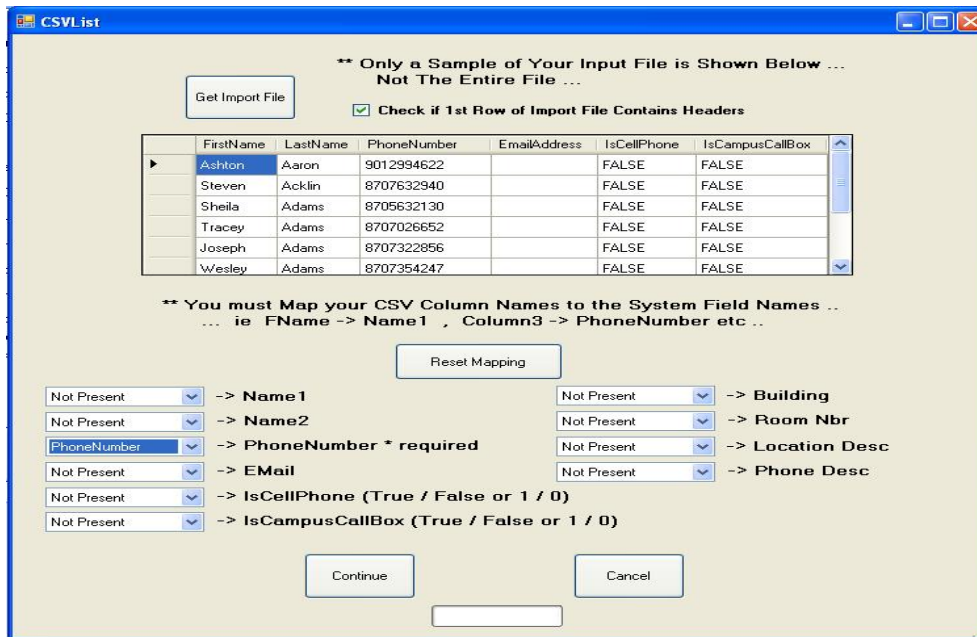 CSVList
** Only a Sample of Your Input File is Shown Below ...
Not The Entire File ...
Get Import File
Check if 1st Row of Import File Contains Headers
FirstName LastName PhoneNumber EmailAddress IsCellPhone IsCampusCallBox
Ashton Aaron 9012994622 FALSE FALSE
Steven Acklin 8707632940 FALSE FALSE
Sheila Adams 8705632130 FALSE FALSE
Tracey Adams 8707026652 FALSE FALSE
Joseph Adams 8707322856 FALSE FALSE
Wesley Adams 8707354247 FALSE FALSE
** You must Map your CSV Column Names to the System Field Names ..
... ie FName -> Name1 , Column3 -> PhoneNumber etc ..
Reset Mapping
Not Present -> Name1 Not Present -> Building
Not Present -> Name2 Not Present -> Room Nbr
PhoneNumber -> PhoneNumber * required Not Present -> Location Desc
Not Present -> EMail Not Present -> Phone Desc
Not Present -> IsCellPhone (True / False or 1 / 0)
Not Present -> IsCampusCallBox (True / False or 1 / 0)
Continue Cancel